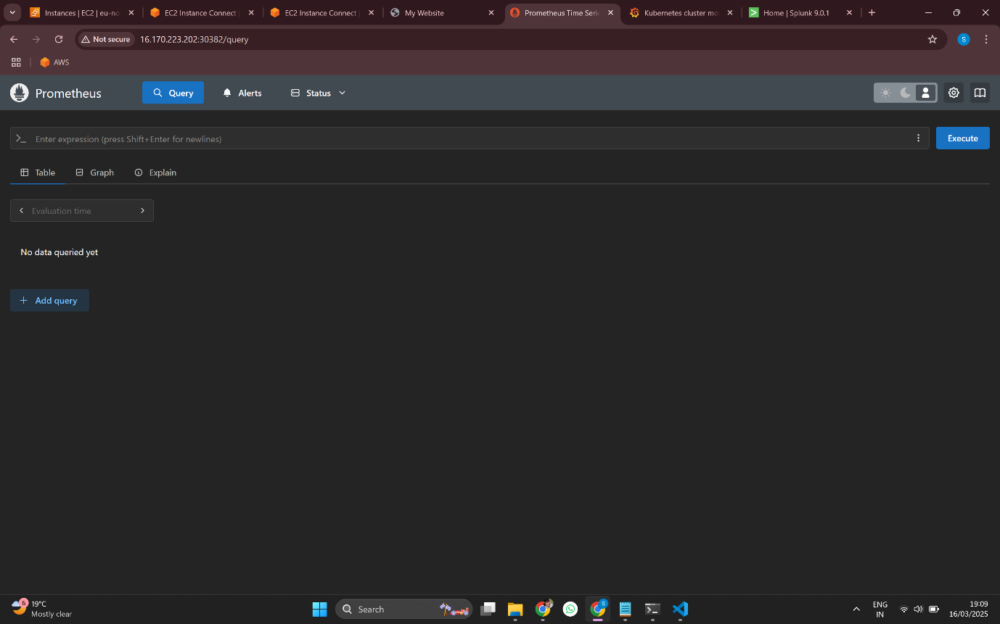 Instances | EC2 | eu-no
EC2 Instance Connect
EC2 Instance Connect
My Website
Prometheus Time Serie
Kubernetes cluster mo
Home | Splunk 9.0.1
Not secure
16.170.223.202:30382/query
S
AWS
Prometheus
Query
Alerts
Status
Enter expression (press Shift+Enter for newlines)
Execute
Table
Graph
Explain
Evaluation time
No data queried yet
Add query
6
19°C
Mostly clear
Search
S
ENG
IN
19:09
16/03/2025